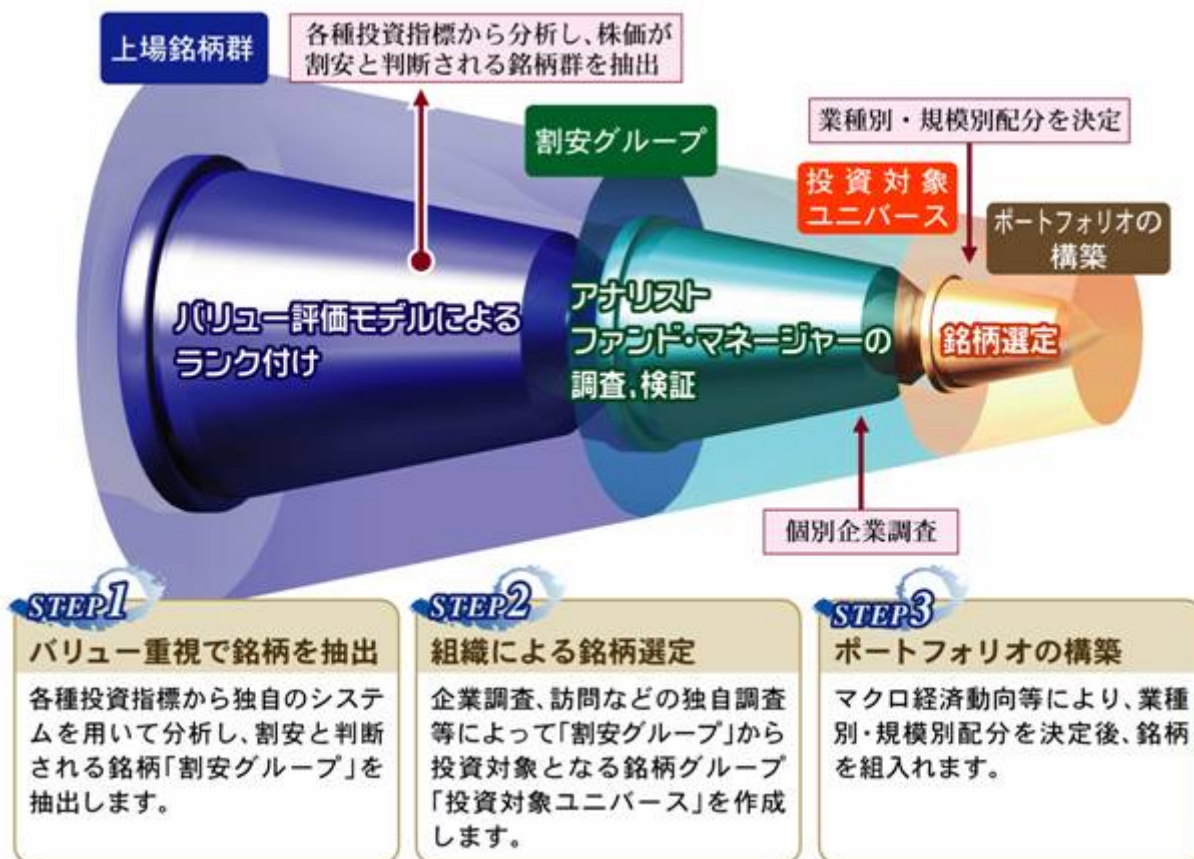 上場銘柄群
各種投資指標から分析し、株価が
割安と判断される銘柄群を抽出
割安グループ
業種別・規模別配分を決定
投資対象
ユニバース
ポートフォリオの
構築
バリュー評価モデルによる
ランク付け
アナリスト
ファンド・マネージャーの
調査、検証
銘柄選定
個別企業調査
STEP1
バリュー重視で銘柄を抽出
各種投資指標から独自のシステ
ムを用いて分析し、割安と判断
される銘柄「割安グループ」を
抽出します。
STEP2
組織による銘柄選定
企業調査、訪問などの独自調査
等によって「割安グループ」から
投資対象となる銘柄グループ
「投資対象ユニバース」を作成
します。
STEP3
ポートフォリオの構築
マクロ経済動向等により、業種
別・規模別配分を決定後、銘柄
を組入れます。